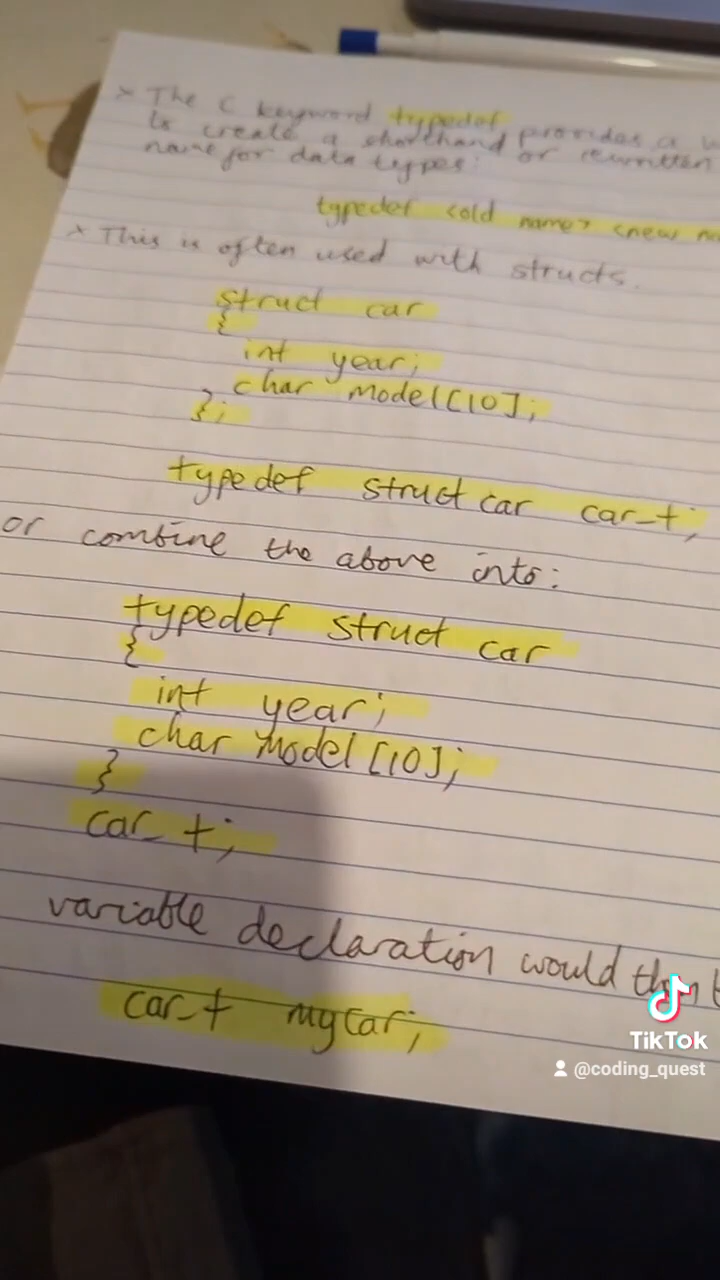 × The C keyword typedef provides a
to create a shorthand or rewritten
name for data types:
typedef <old name> <new
× This is often used with structs.
struct car
{
int year;
char model[10];
};
typedef struct car car_t;
or combine the above into:
typedef struct car
{
int year;
char model[10];
}
car_t;
variable declaration would then
car_t mycar;
TikTok
@coding_quest